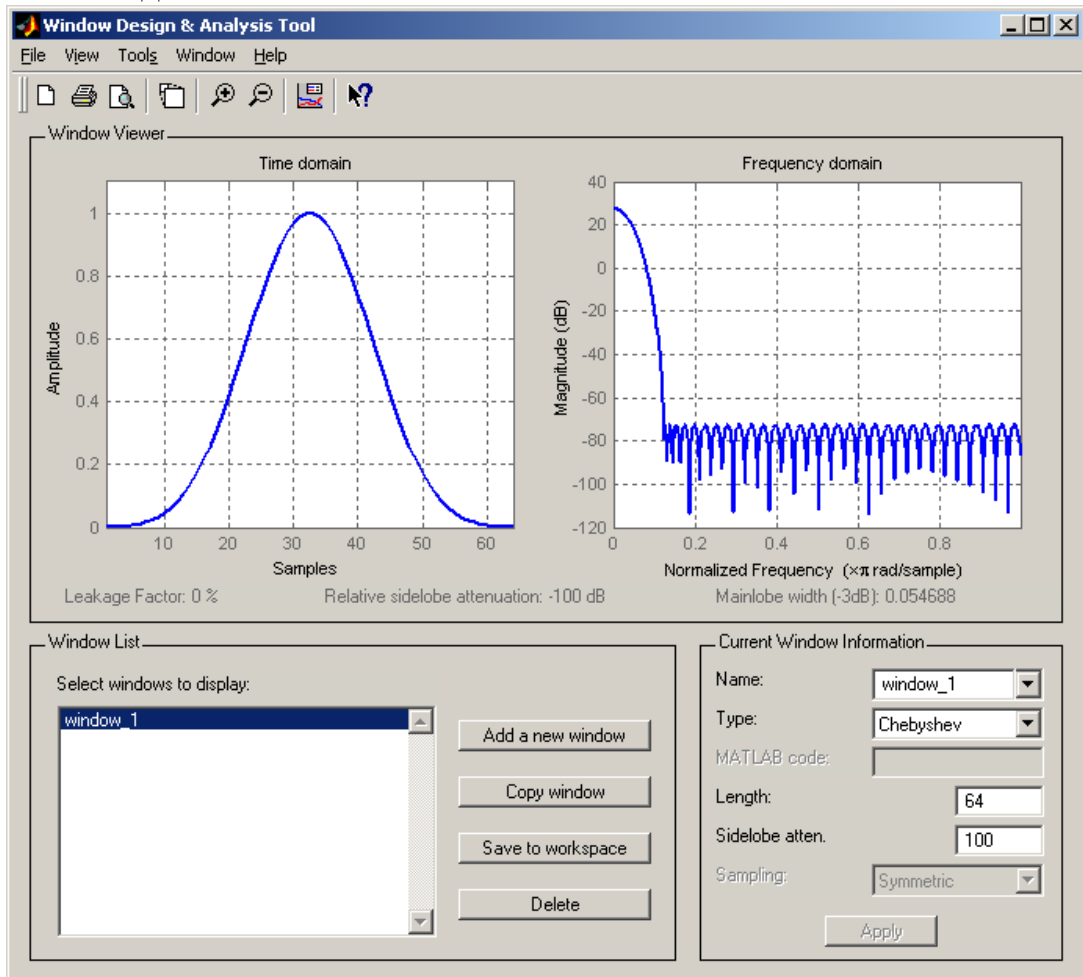 Window Design & Analysis Tool
File View Tools Window Help
Window Viewer
Time domain
Amplitude
1
0.8
0.6
0.4
0.2
0
10 20 30 40 50 60
Samples
Frequency domain
Magnitude (dB)
40
20
0
-20
-40
-60
-80
-100
-120
0 0.2 0.4 0.6 0.8
Normalized Frequency (×π rad/sample)
Leakage Factor: 0 % Relative sidelobe attenuation: -100 dB Mainlobe width (-3dB): 0.054688
Window List
Select windows to display:
window_1
Add a new window
Copy window
Save to workspace
Delete
Current Window Information
Name: window_1
Type: Chebyshev
MATLAB code:
Length: 64
Sidelobe atten. 100
Sampling: Symmetric
Apply